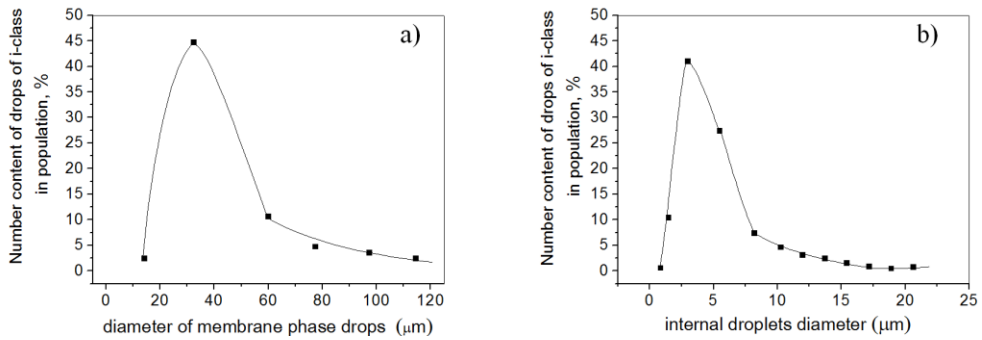 Number content of drops of i-class
in population, %
50
45
40
35
30
25
20
15
10
5
0
a)
0 20 40 60 80 100 120
diameter of membrane phase drops (μm)
Number content of drops of i-class
in population, %
50
45
40
35
30
25
20
15
10
5
0
b)
0 5 10 15 20 25
internal droplets diameter (μm)